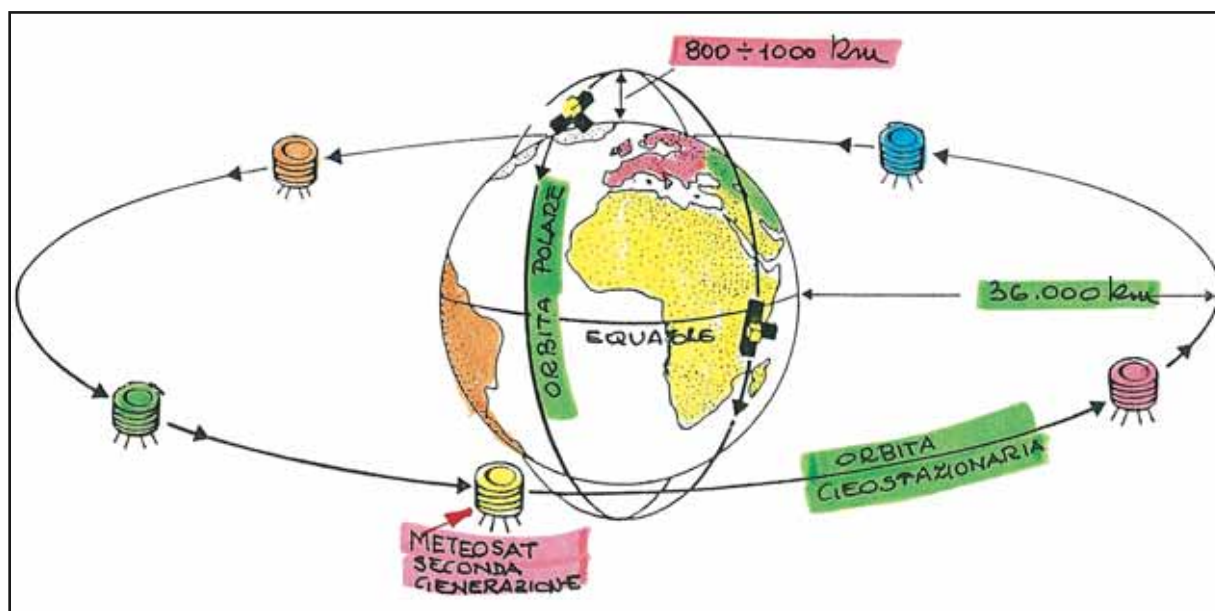 800÷1000 Km
ORBITA POLARE
36.000 km
EQUATORE
ORBITA
GEOSTAZIONARIA
METEOSAT
SECONDA
GENERAZIONE